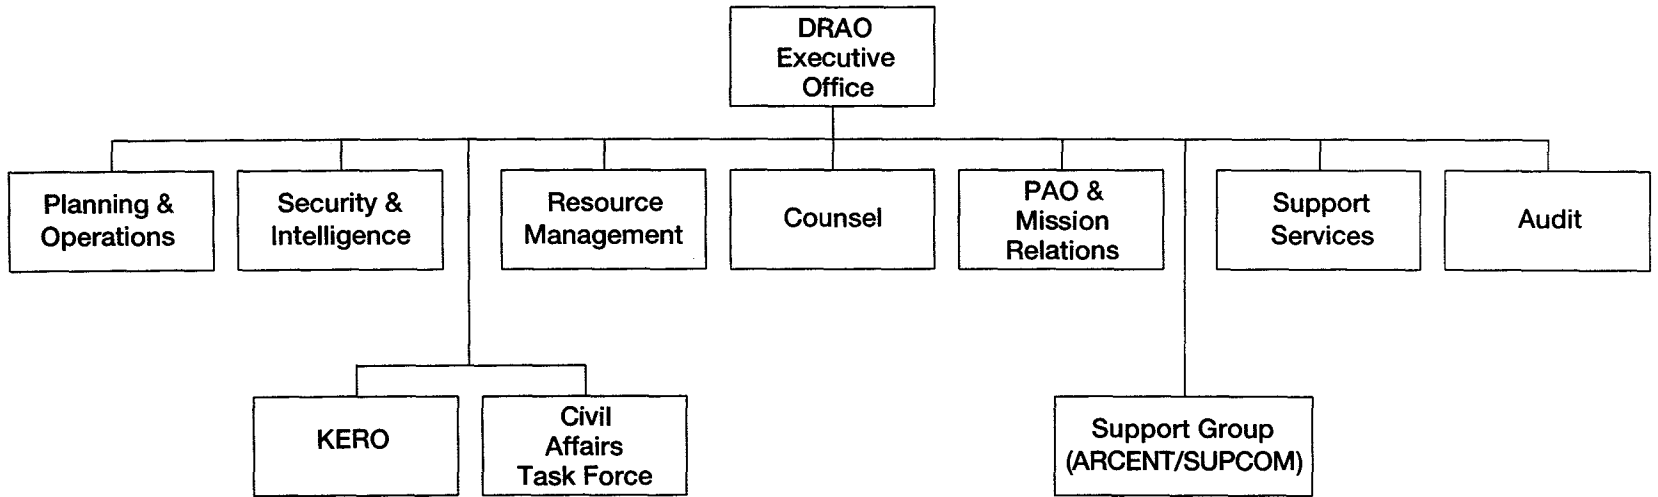 DRAO
Executive
Office
Planning &
Operations
Security &
Intelligence
Resource
Management
Counsel
PAO &
Mission
Relations
Support
Services
Audit
KERO
Civil
Affairs
Task Force
Support Group
(ARCENT/SUPCOM)